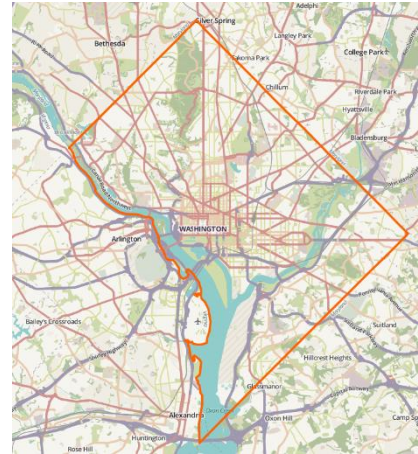 Adelphi
Silver Spring
Langley Park
Bethesda
Takoma Park
College Park
Chillum
Riverdale Park
Hyattsville
Bladensburg
WASHINGTON
Arlington
Bailey's Crossroads
Suitland
Hillcrest Heights
Glassmanor
Alexandria
Oxon Hill
Camp Sp
Huntington
Rose Hill